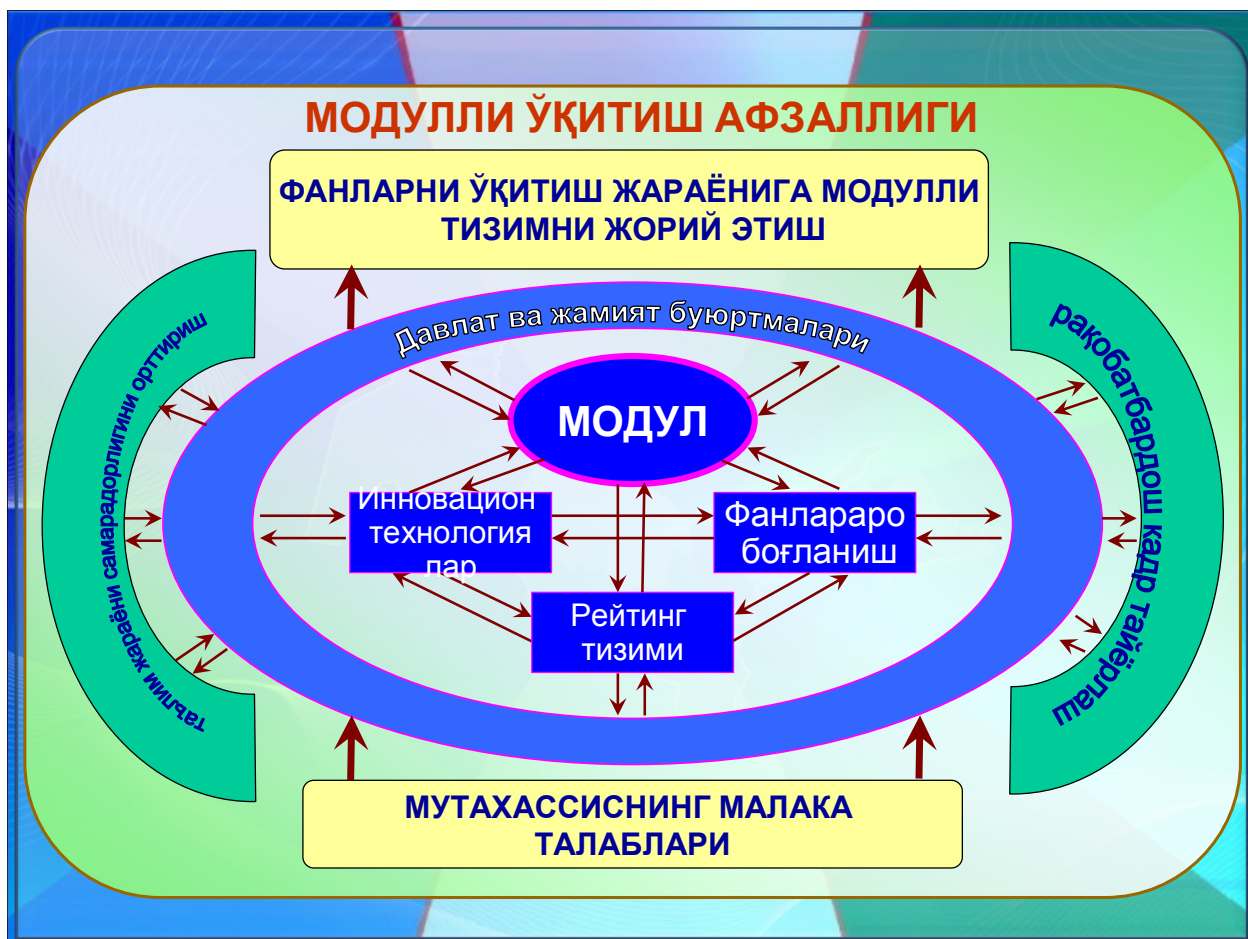 МОДУЛЛИ ЎҚИТИШ АФЗАЛЛИГИ
ФАНЛАРНИ ЎҚИТИШ ЖАРАЁНИГА МОДУЛЛИ
ТИЗИМНИ ЖОРИЙ ЭТИШ
Давлат ва жамият буюртмалари
таълим жараёни самарадорлигини орттириш
рақобатбардош кадр тайёрлаш
МОДУЛ
Инновацион
технология
лар
Фанлараро
боғланиш
Рейтинг
тизими
МУТАХАССИСНИНГ МАЛАКА
ТАЛАБЛАРИ